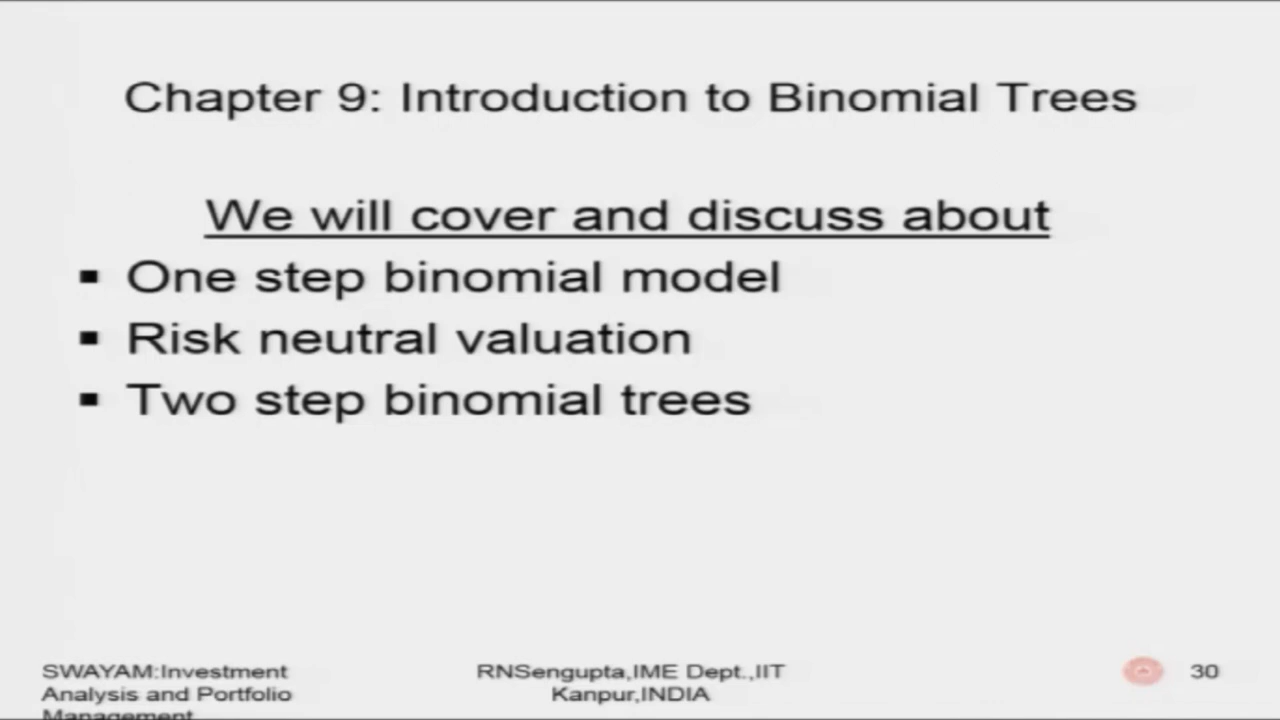 Chapter 9: Introduction to Binomial Trees
We will cover and discuss about
▪ One step binomial model
▪ Risk neutral valuation
▪ Two step binomial trees
SWAYAM:Investment
Analysis and Portfolio
Management
RNSengupta,IME Dept.,IIT
Kanpur,INDIA
30